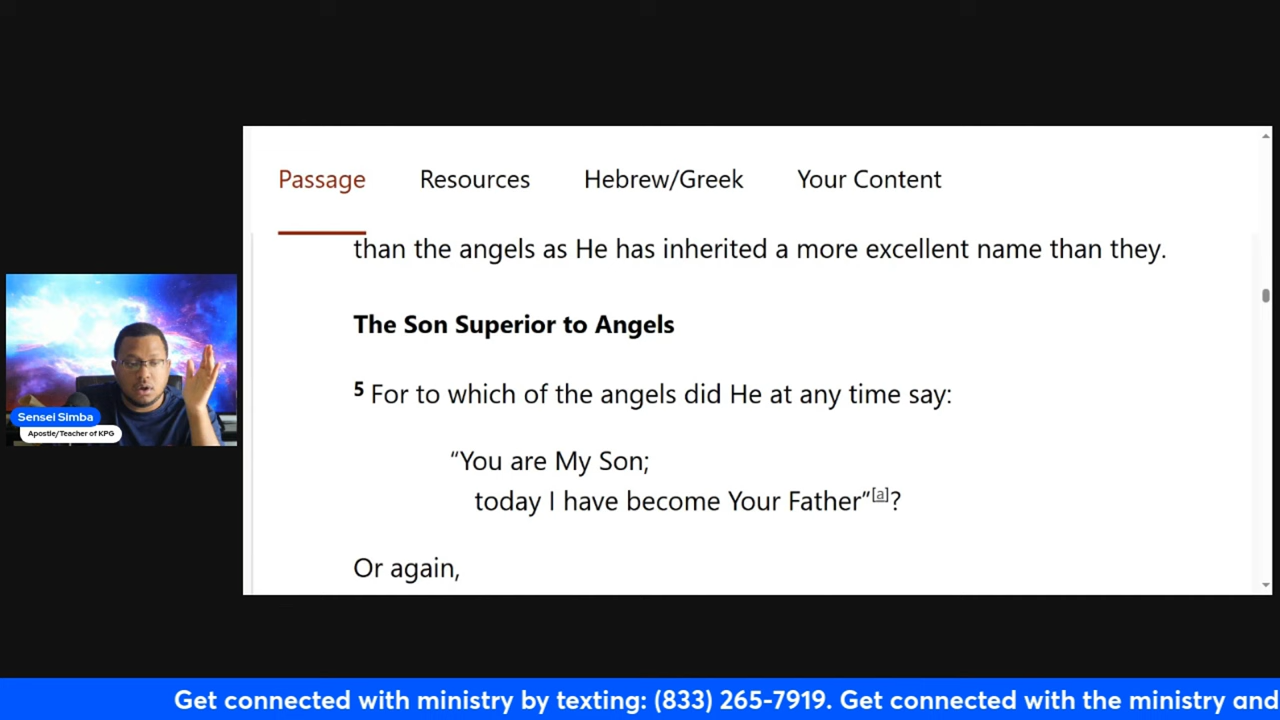 Passage Resources Hebrew/Greek Your Content
than the angels as He has inherited a more excellent name than they.
The Son Superior to Angels
5 For to which of the angels did He at any time say:
“You are My Son;
today I have become Your Father”[a]?
Or again,
Sensei Simba
Apostle/Teacher of KPG
Get connected with ministry by texting: (833) 265-7919. Get connected with the ministry and